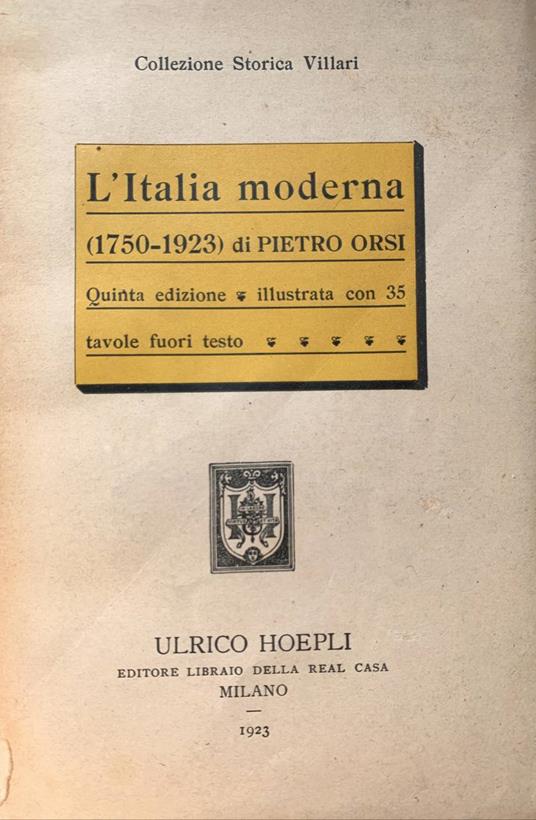 Collezione Storica Villari
L'Italia moderna
(1750-1923) di PIETRO ORSI
Quinta edizione ❦ illustrata con 35
tavole fuori testo ❦ ❦ ❦ ❦ ❦
ULRICO HOEPLI
EDITORE LIBRAIO DELLA REAL CASA
MILANO
—
1923